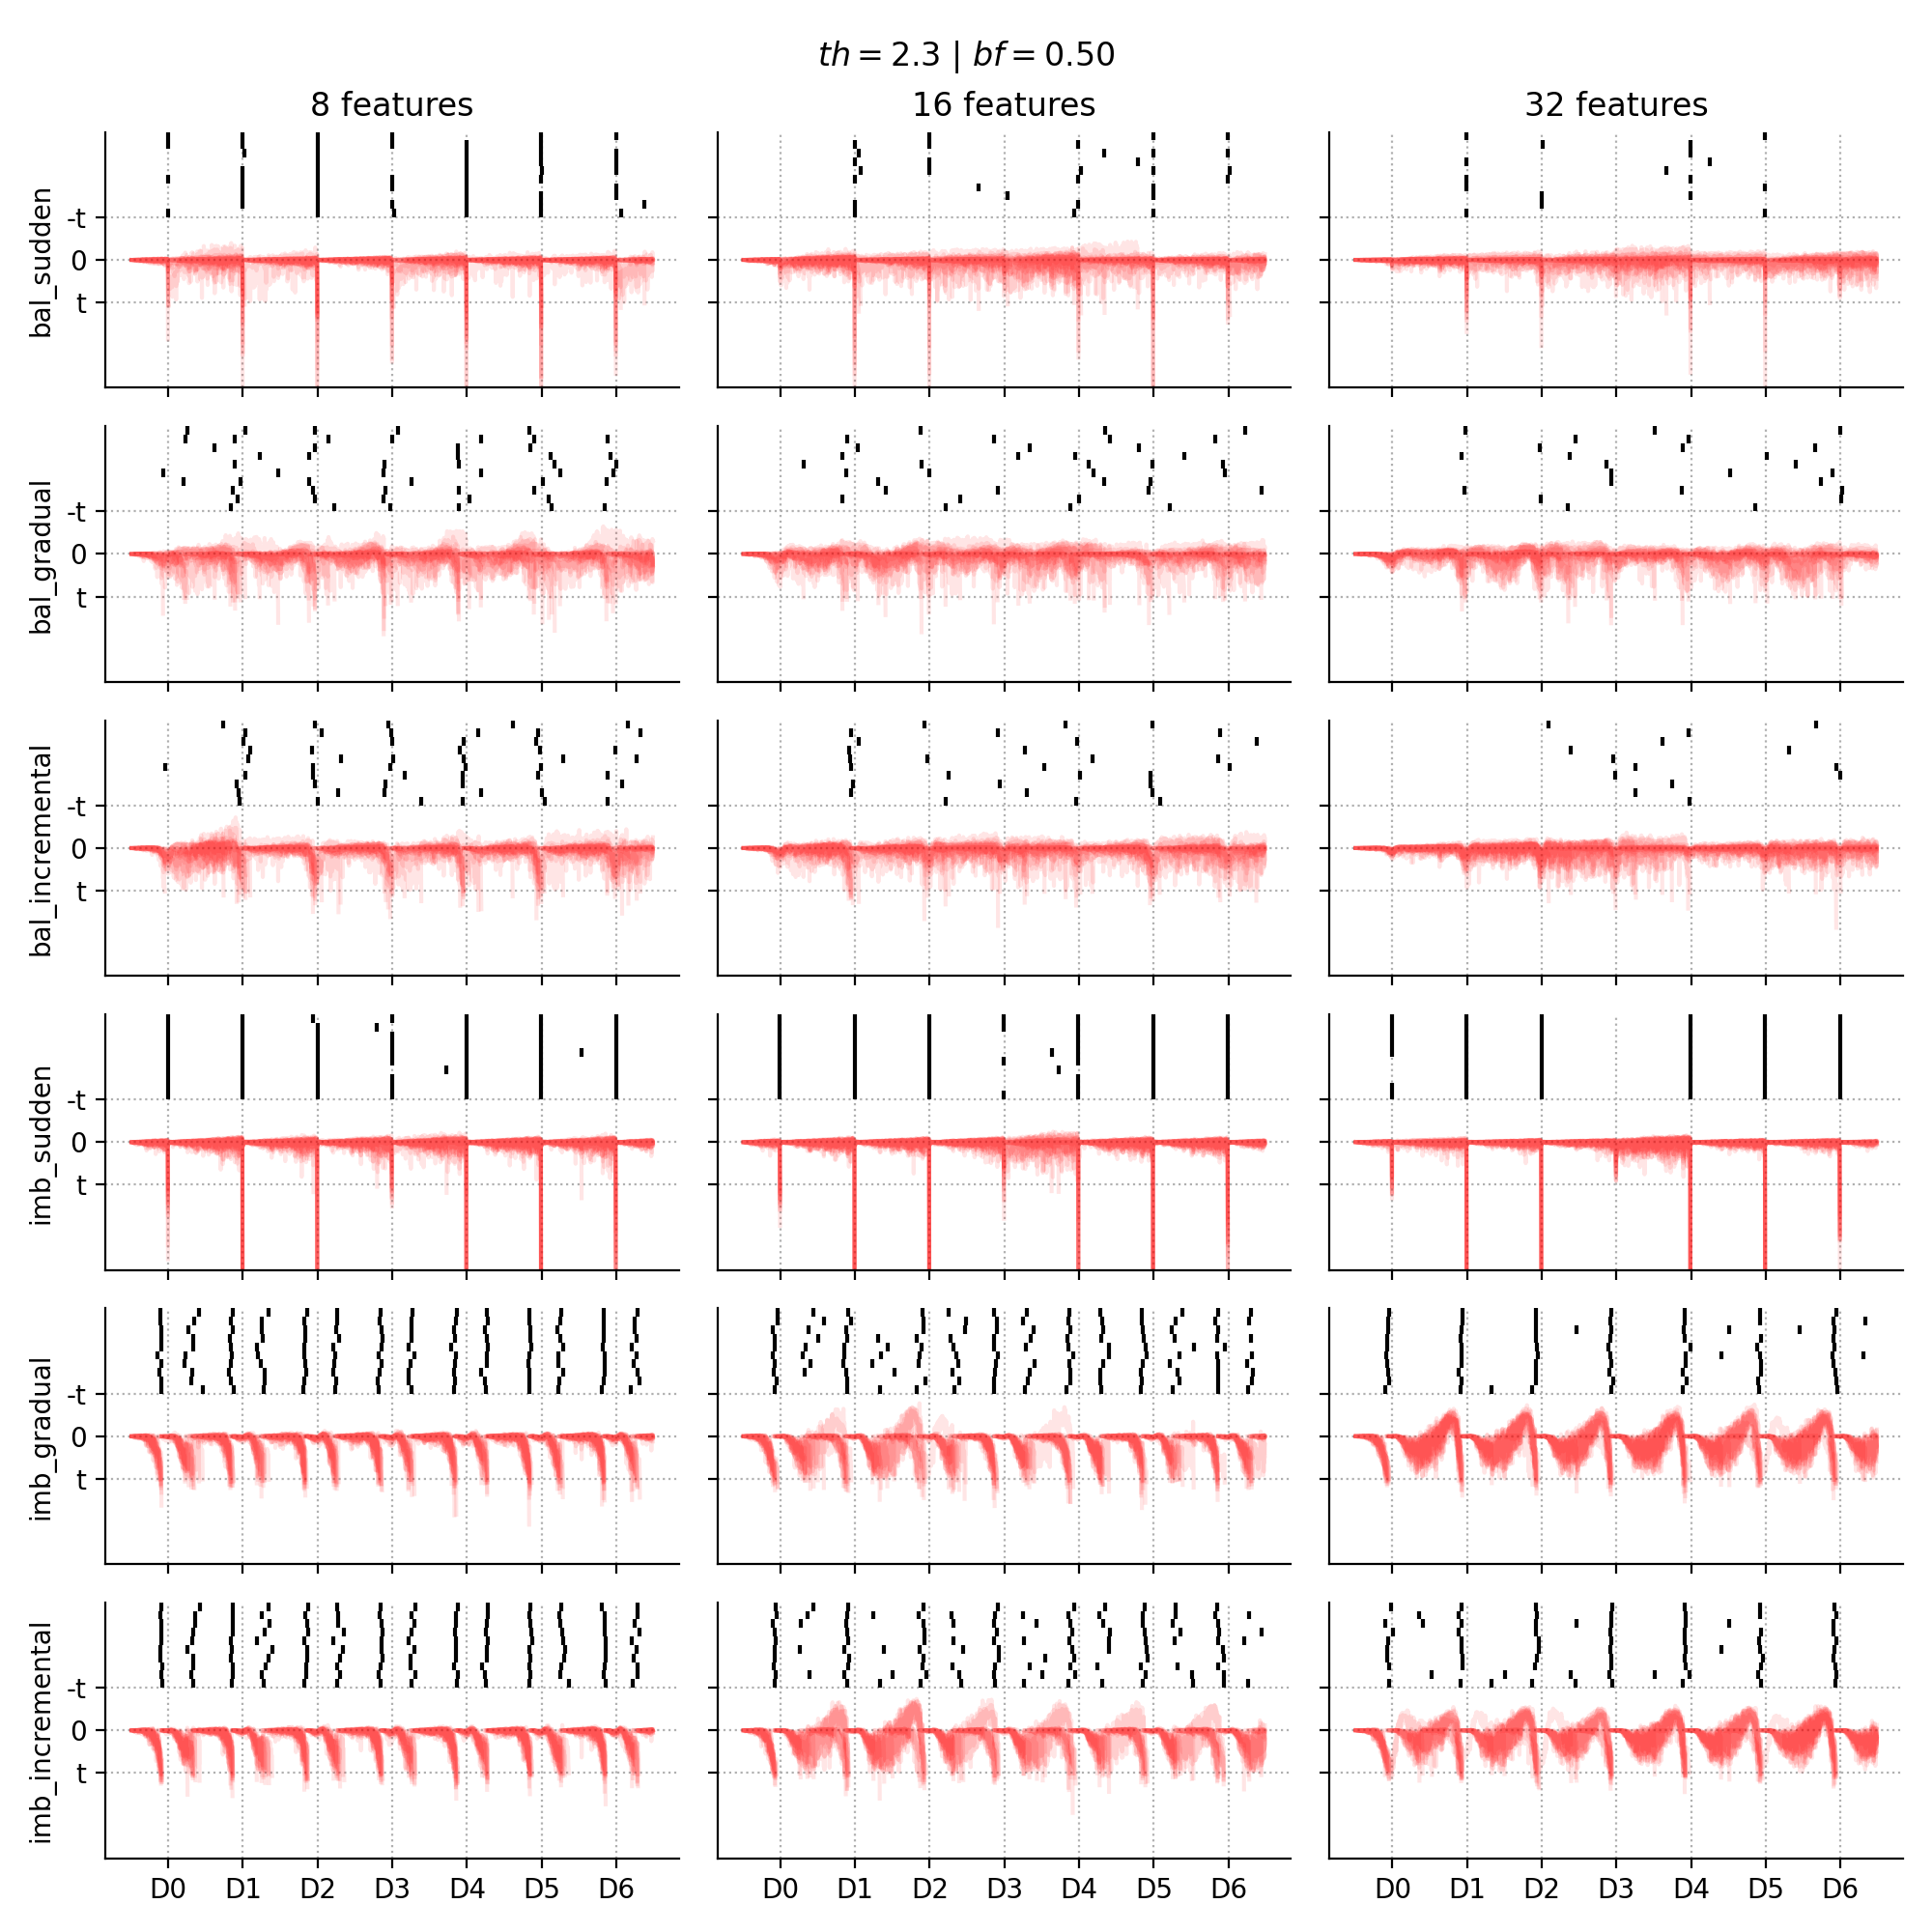 th = 2.3 | bf = 0.50
8 features
16 features
32 features
bal_sudden
-t
0
t
bal_gradual
-t
0
t
bal_incremental
-t
0
t
imb_sudden
-t
0
t
imb_gradual
-t
0
t
imb_incremental
-t
0
t
D0 D1 D2 D3 D4 D5 D6
D0 D1 D2 D3 D4 D5 D6
D0 D1 D2 D3 D4 D5 D6